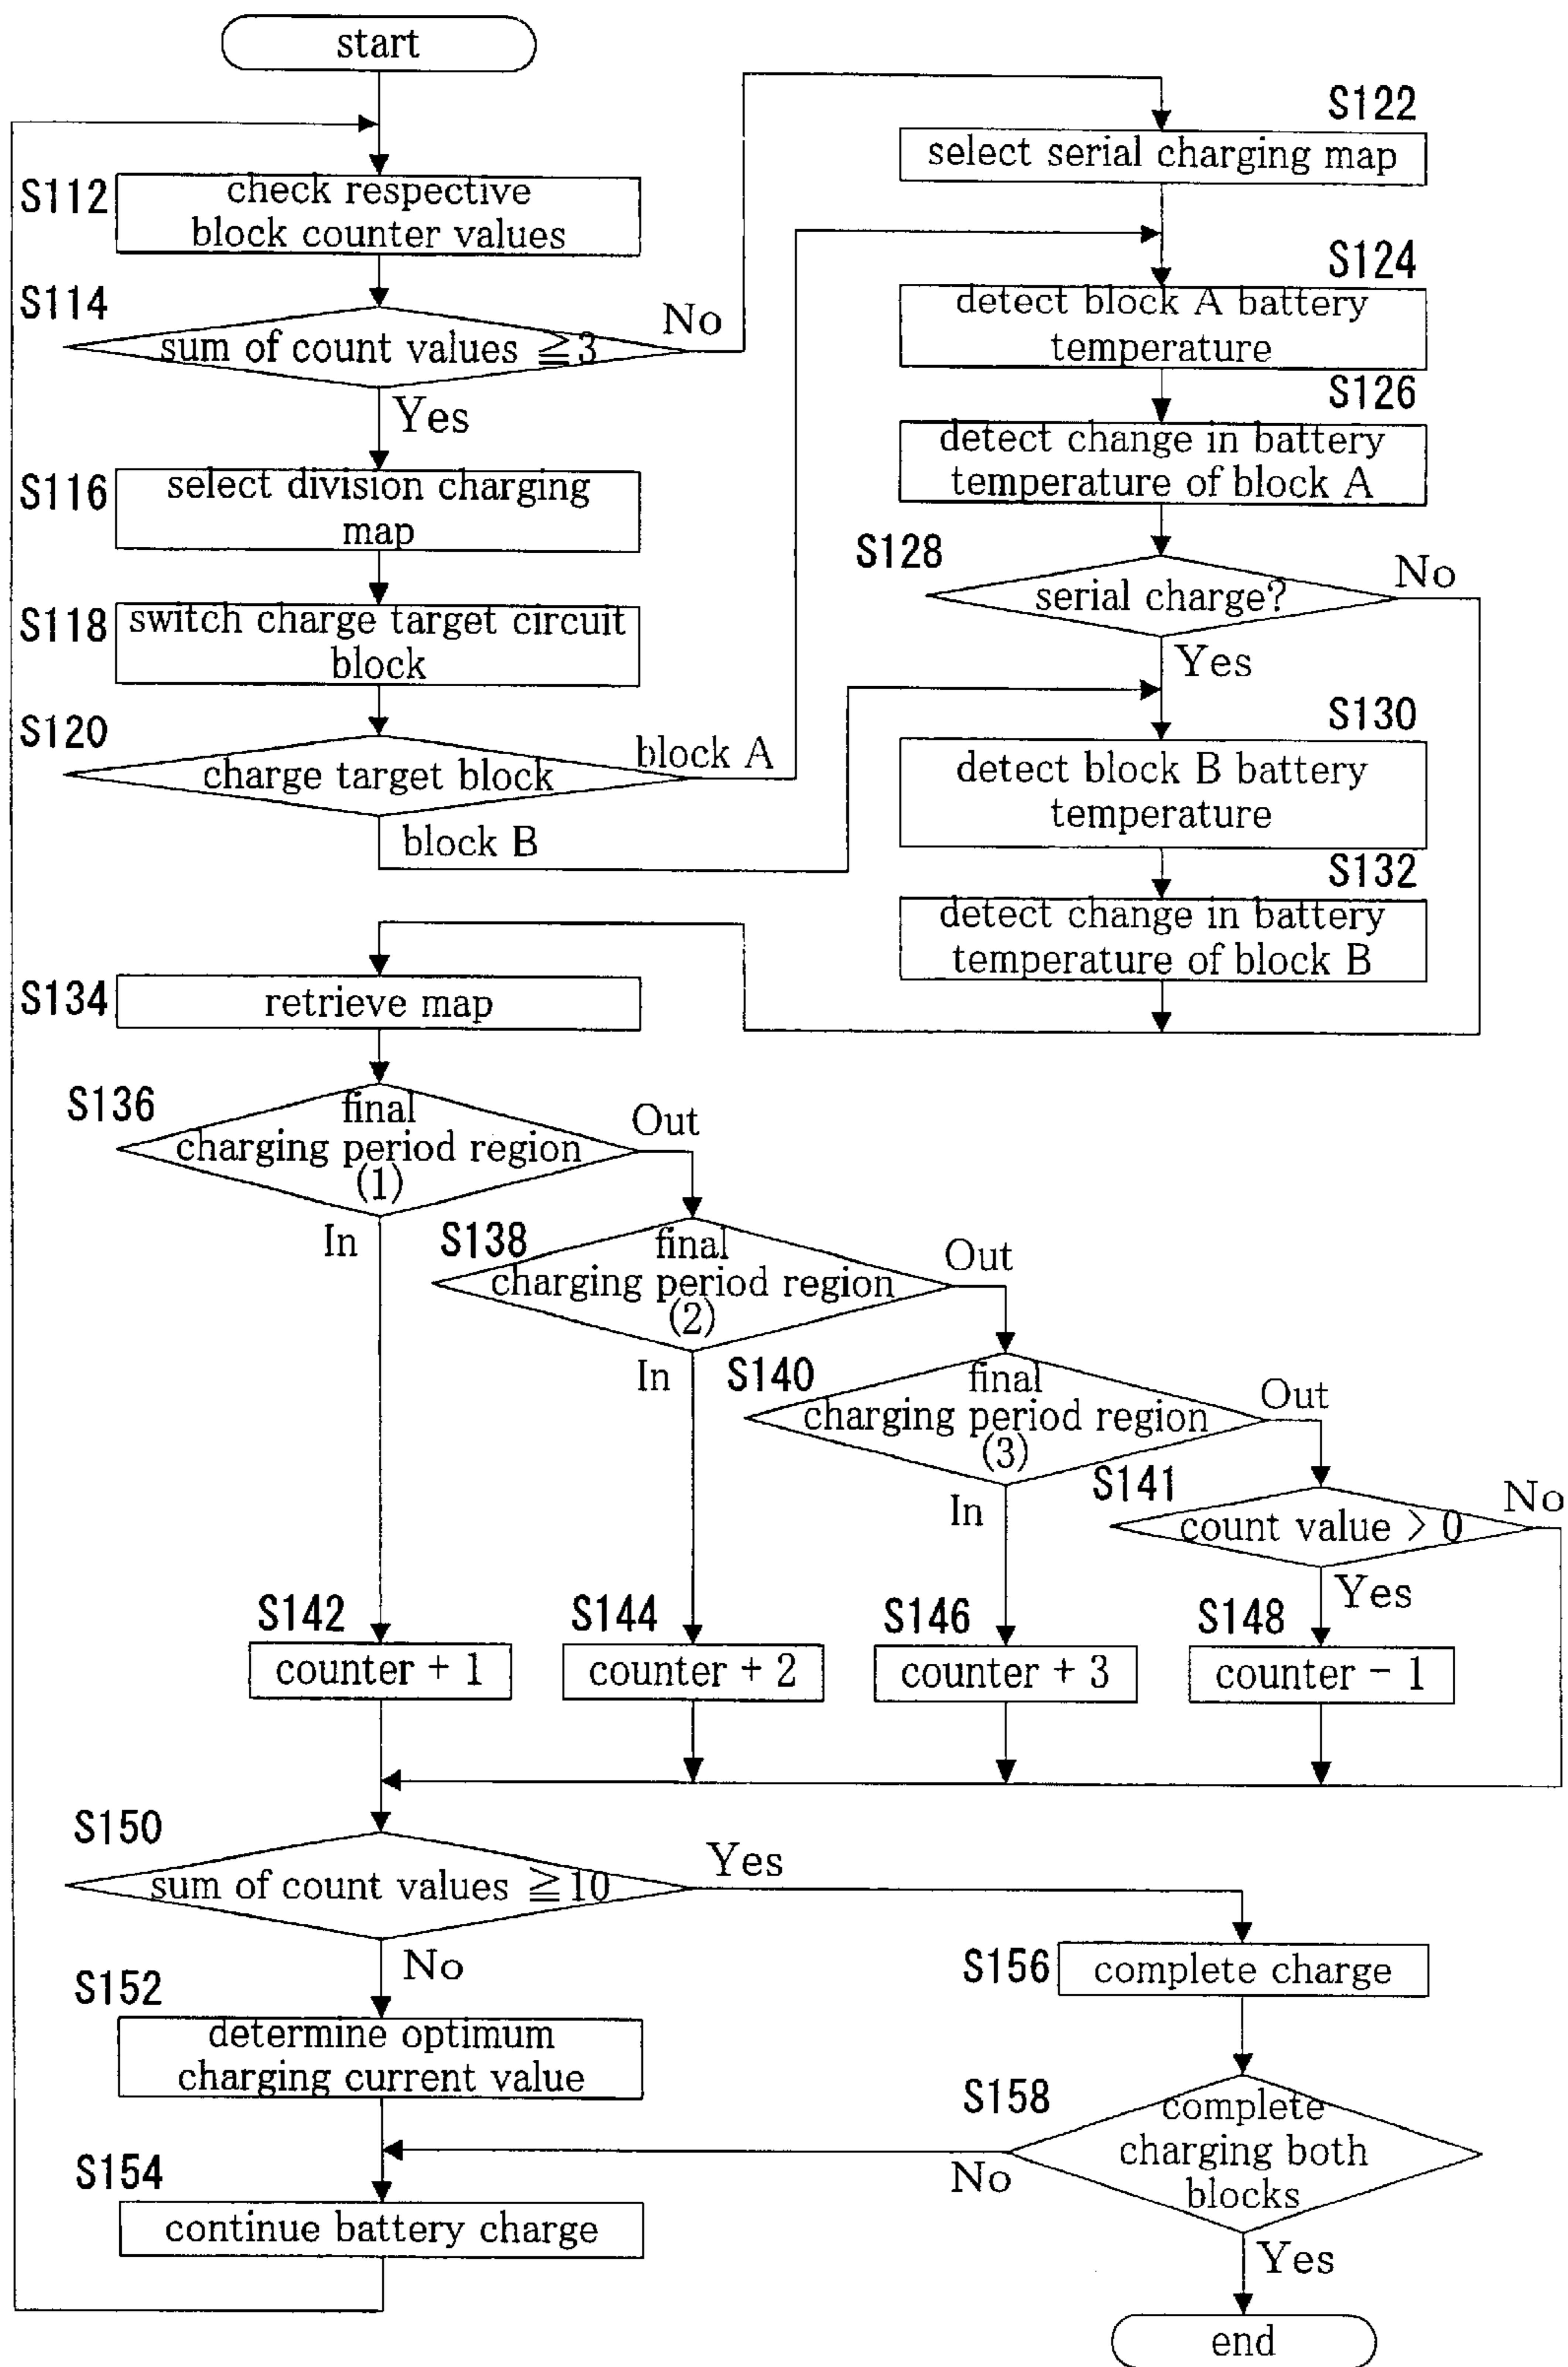 start
S112
check respective
block counter values
S114
sum of count values ≧3
No
Yes
S116
select division charging
map
S118
switch charge target circuit
block
S120
charge target block
block A
block B
S122
select serial charging map
S124
detect block A battery
temperature
S126
detect change in battery
temperature of block A
S128
serial charge?
No
Yes
S130
detect block B battery
temperature
S132
detect change in battery
temperature of block B
S134
retrieve map
S136
final
charging period region
(1)
Out
In
S138
final
charging period region
(2)
Out
In
S140
final
charging period region
(3)
Out
In
S141
count value > 0
No
Yes
S142
counter + 1
S144
counter + 2
S146
counter + 3
S148
counter - 1
S150
sum of count values ≧10
Yes
No
S152
determine optimum
charging current value
S154
continue battery charge
S156
complete charge
S158
complete
charging both
blocks
No
Yes
end